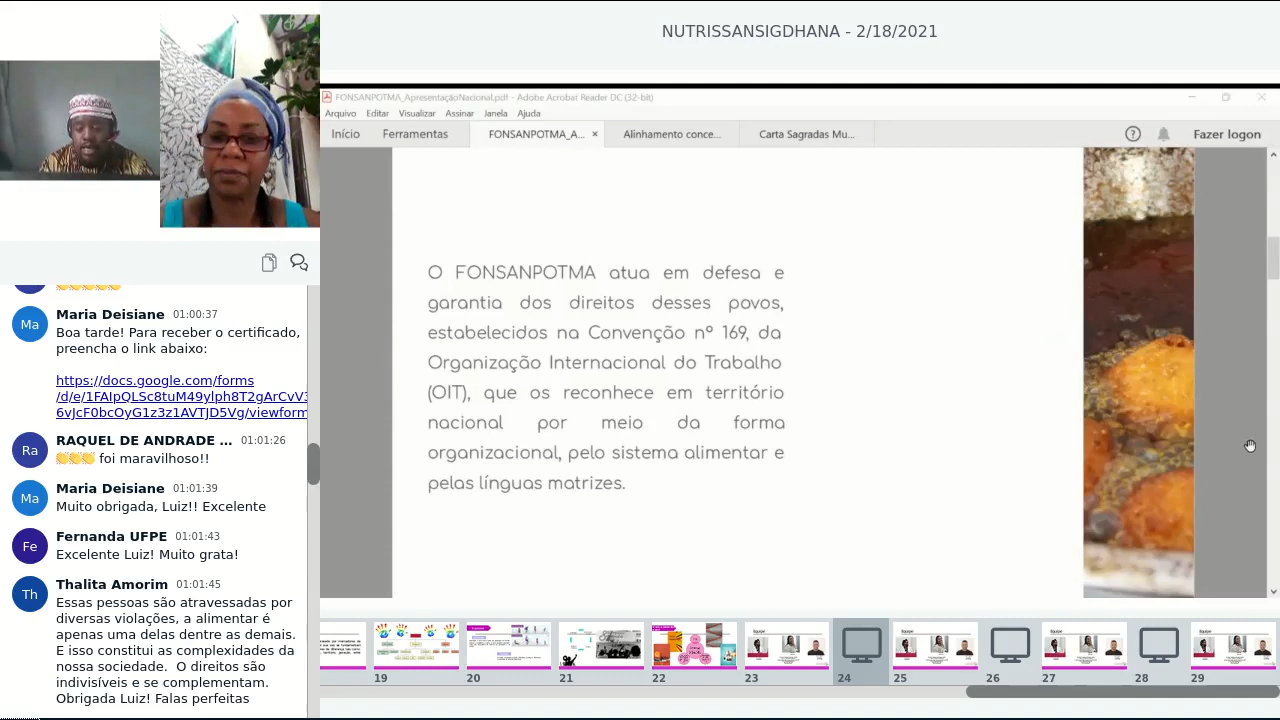 NUTRISSANSIGDHANA - 2/18/2021
FONSANPOTMA_ApresentaçãoNacional.pdf - Adobe Acrobat Reader DC (32-bit)
Arquivo Editar Visualizar Assinar Janela Ajuda
Início Ferramentas FONSANPOTMA_A... × Alinhamento conce... Carta Sagradas Mu... Fazer logon
O FONSANPOTMA atua em defesa e
garantia dos direitos desses povos,
estabelecidos na Convenção nº 169, da
Organização Internacional do Trabalho
(OIT), que os reconhece em território
nacional por meio da forma
organizacional, pelo sistema alimentar e
pelas línguas matrizes.
Ma
Maria Deisiane 01:00:37
Boa tarde! Para receber o certificado,
preencha o link abaixo:
https://docs.google.com/forms
/d/e/1FAIpQLSc8tuM49ylph8T2gArCvV3
6vJcF0bcOyG1z3z1AVTJD5Vg/viewform
Ra
RAQUEL DE ANDRADE ... 01:01:26
👏👏👏 foi maravilhoso!!
Ma
Maria Deisiane 01:01:39
Muito obrigada, Luiz!! Excelente
Fe
Fernanda UFPE 01:01:43
Excelente Luiz! Muito grata!
Th
Thalita Amorim 01:01:45
Essas pessoas são atravessadas por
diversas violações, a alimentar é
apenas uma delas dentre as demais.
E isso constitui as complexidades da
nossa sociedade. O direitos são
indivisíveis e se complementam.
Obrigada Luiz! Falas perfeitas
19 20 21 22 23 24 25 26 27 28 29